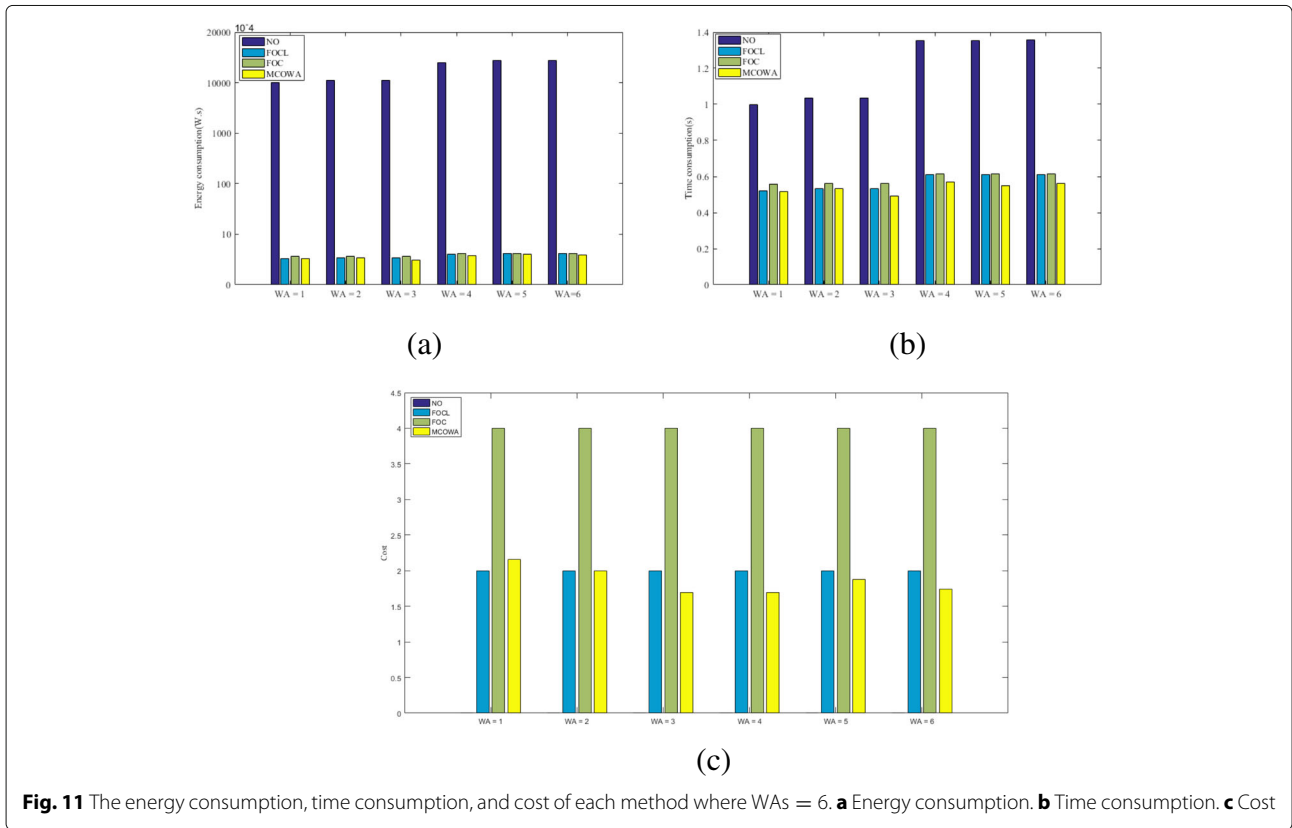 10^-4
20000
10000
1000
100
10
0
Energy consumption(W.s)
NO
FOCL
FOC
MCOWA
WA = 1 WA = 2 WA = 3 WA = 4 WA = 5 WA=6
(a)
1.4
1.2
1
0.8
0.6
0.4
0.2
0
Time consumption(s)
NO
FOCL
FOC
MCOWA
WA = 1 WA = 2 WA = 3 WA = 4 WA = 5 WA = 6
(b)
4.5
4
3.5
3
2.5
2
1.5
1
0.5
0
Cost
NO
FOCL
FOC
MCOWA
WA = 1 WA = 2 WA = 3 WA = 4 WA = 5 WA = 6
(c)
Fig. 11 The energy consumption, time consumption, and cost of each method where WAs = 6. a Energy consumption. b Time consumption. c Cost